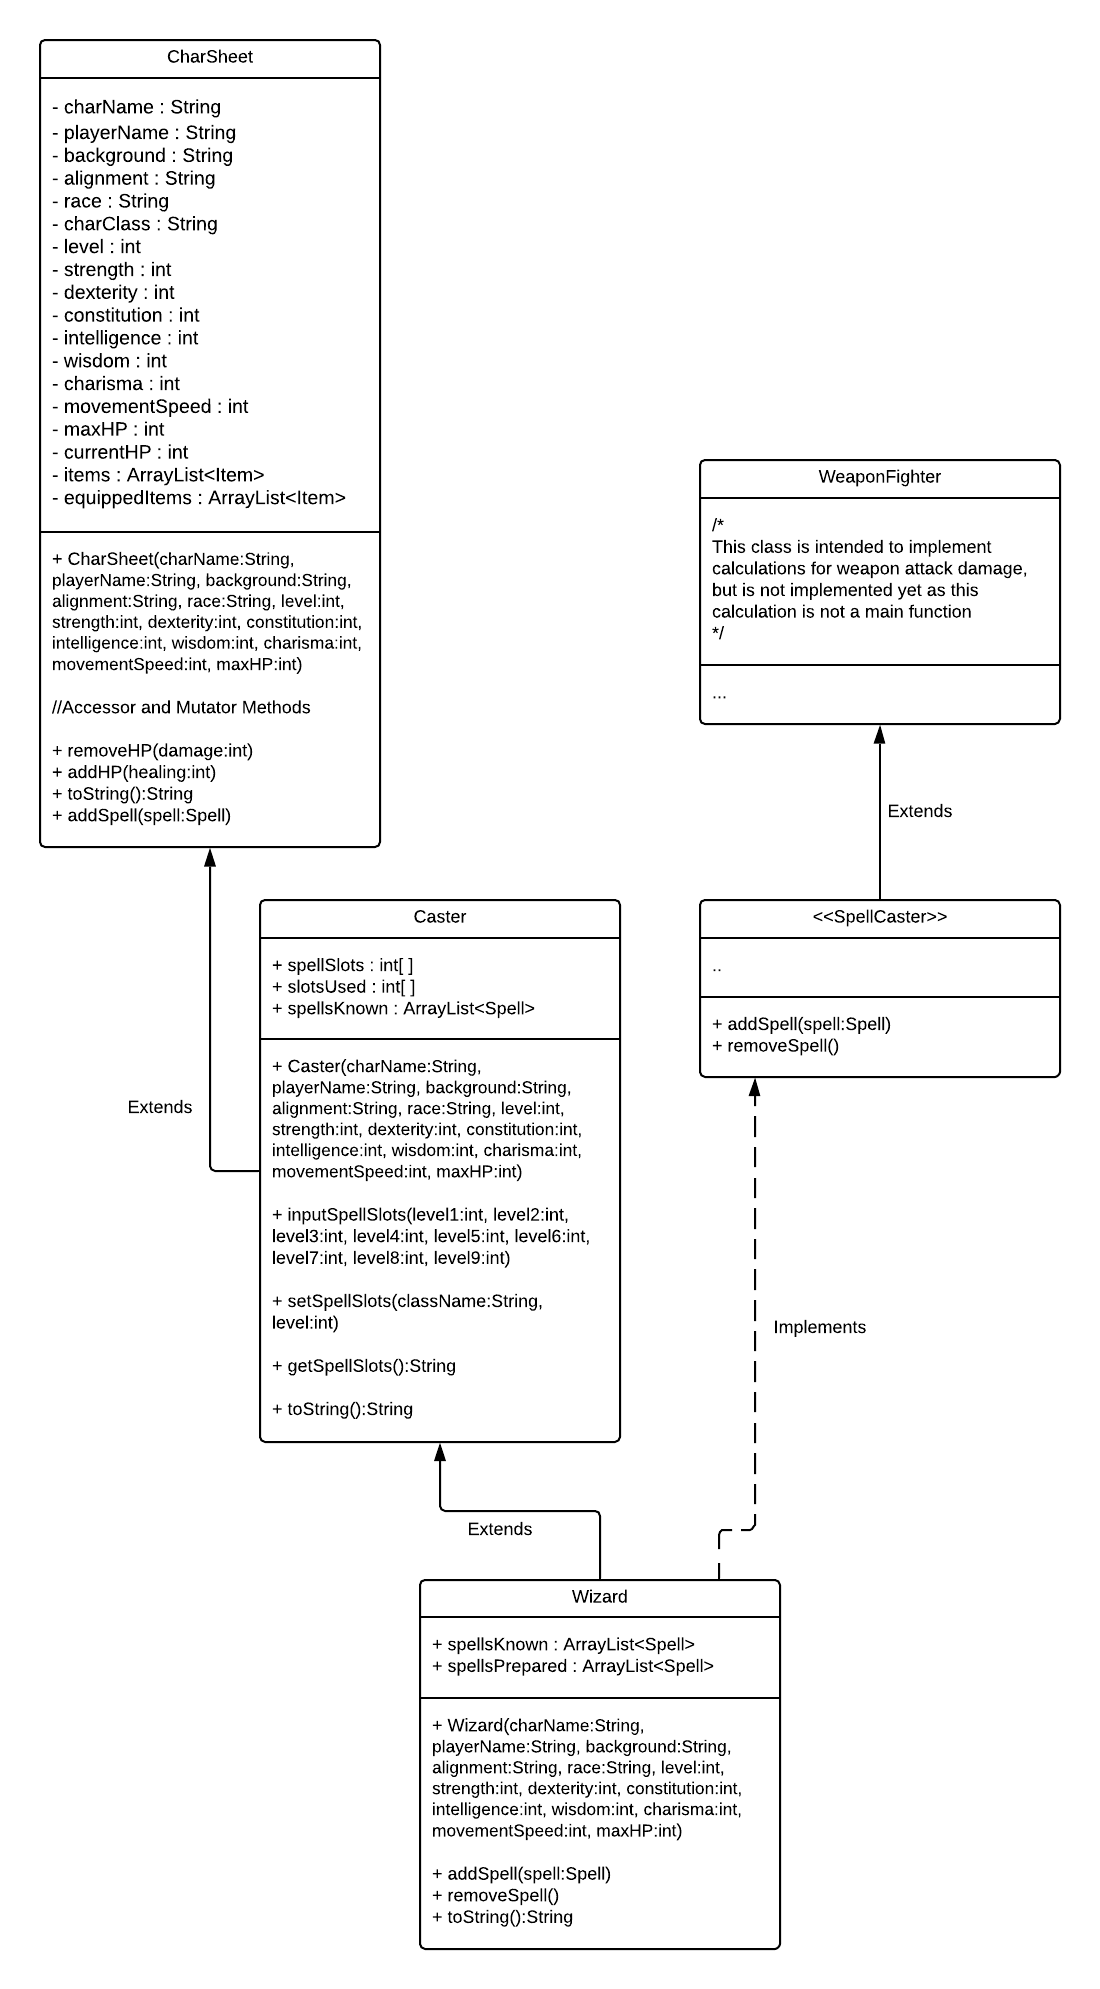 CharSheet
- charName : String
- playerName : String
- background : String
- alignment : String
- race : String
- charClass : String
- level : int
- strength : int
- dexterity : int
- constitution : int
- intelligence : int
- wisdom : int
- charisma : int
- movementSpeed : int
- maxHP : int
- currentHP : int
- items : ArrayList<Item>
- equippedItems : ArrayList<Item>
+ CharSheet(charName:String,
playerName:String, background:String,
alignment:String, race:String, level:int,
strength:int, dexterity:int, constitution:int,
intelligence:int, wisdom:int, charisma:int,
movementSpeed:int, maxHP:int)
//Accessor and Mutator Methods
+ removeHP(damage:int)
+ addHP(healing:int)
+ toString():String
+ addSpell(spell:Spell)
WeaponFighter
/*
This class is intended to implement
calculations for weapon attack damage,
but is not implemented yet as this
calculation is not a main function
*/
...
Extends
Caster
+ spellSlots : int[ ]
+ slotsUsed : int[ ]
+ spellsKnown : ArrayList<Spell>
+ Caster(charName:String,
playerName:String, background:String,
alignment:String, race:String, level:int,
strength:int, dexterity:int, constitution:int,
intelligence:int, wisdom:int, charisma:int,
movementSpeed:int, maxHP:int)
+ inputSpellSlots(level1:int, level2:int,
level3:int, level4:int, level5:int, level6:int,
level7:int, level8:int, level9:int)
+ setSpellSlots(className:String,
level:int)
+ getSpellSlots():String
+ toString():String
<<SpellCaster>>
..
+ addSpell(spell:Spell)
+ removeSpell()
Extends
Implements
Extends
Wizard
+ spellsKnown : ArrayList<Spell>
+ spellsPrepared : ArrayList<Spell>
+ Wizard(charName:String,
playerName:String, background:String,
alignment:String, race:String, level:int,
strength:int, dexterity:int, constitution:int,
intelligence:int, wisdom:int, charisma:int,
movementSpeed:int, maxHP:int)
+ addSpell(spell:Spell)
+ removeSpell()
+ toString():String